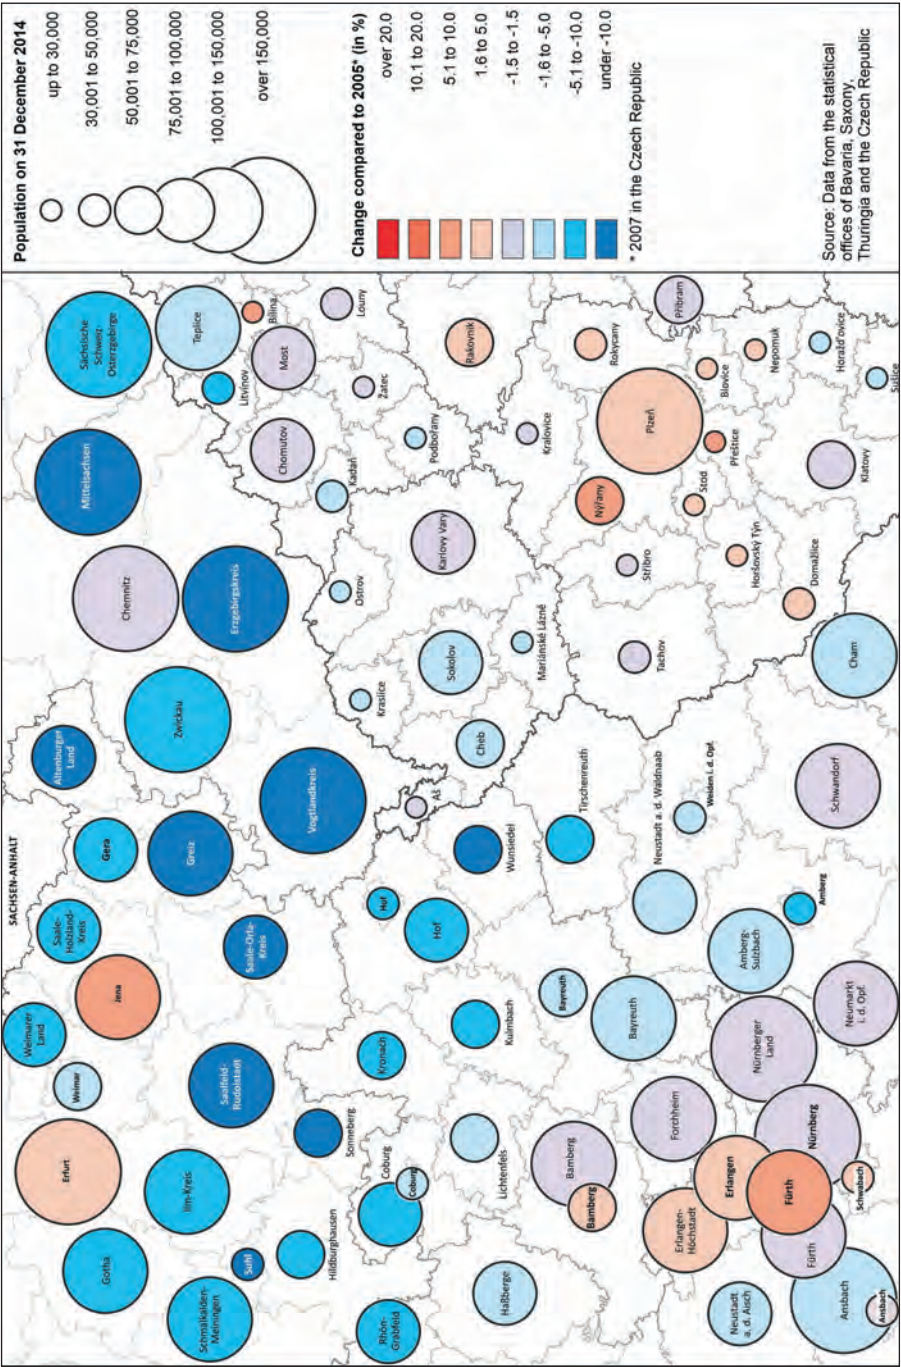 Population on 31 December 2014
up to 30,000
30,001 to 50,000
50,001 to 75,000
75,001 to 100,000
100,001 to 150,000
over 150,000
Change compared to 2005* (in %)
over 20.0
10.1 to 20.0
5.1 to 10.0
1.6 to 5.0
-1.5 to -1.5
-1.6 to -5.0
-5.1 to -10.0
under -10.0
* 2007 in the Czech Republic
Source: Data from the statistical
offices of Bavaria, Saxony,
Thuringia and the Czech Republic
SACHSEN-ANHALT
Gotha
Erfurt
Weimar
Weimarer
Land
Jena
Saale-
Holzland-
Kreis
Gera
Altenburger
Land
Chemnitz
Mittelsachsen
Sächsische
Schweiz-
Osterzgebirge
Schmalkalden-
Meiningen
Suhl
Ilm-Kreis
Saalfeld-
Rudolstadt
Saale-Orla-
Kreis
Greiz
Zwickau
Erzgebirgskreis
Teplice
Bílina
Litvínov
Most
Louny
Hildburghausen
Sonneberg
Vogtlandkreis
Chomutov
Kadaň
Žatec
Rhön-
Grabfeld
Coburg
Coburg
Kronach
Hof
Hof
Aš
Kraslice
Ostrov
Podbořany
Rakovník
Haßberge
Lichtenfels
Kulmbach
Wunsiedel
Cheb
Sokolov
Karlovy Vary
Mariánské Lázně
Kralovice
Bamberg
Bamberg
Bayreuth
Bayreuth
Tirschenreuth
Nýřany
Rokycany
Stříbro
Tachov
Plzeň
Příbram
Erlangen-
Höchstadt
Forchheim
Neustadt a. d. Waldnaab
Weiden i. d. Opf.
Stod
Přeštice
Blovice
Nepomuk
Neustadt
a. d. Aisch
Erlangen
Nürnberger
Land
Amberg-
Sulzbach
Amberg
Horšovský Týn
Domažlice
Fürth
Fürth
Nürnberg
Schwabach
Neumarkt
i. d. Opf.
Schwandorf
Cham
Klatovy
Horažďovice
Sušice
Ansbach
Ansbach